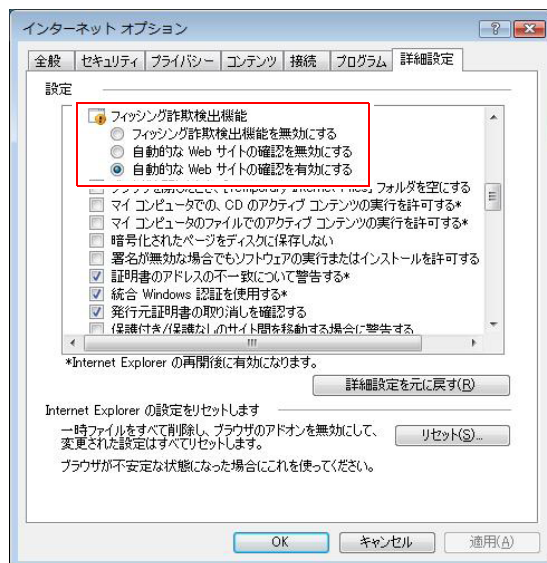 インターネット オプション
全般 セキュリティ プライバシー コンテンツ 接続 プログラム 詳細設定
設定
フィッシング詐欺検出機能
フィッシング詐欺検出機能を無効にする
自動的な Web サイトの確認を無効にする
自動的な Web サイトの確認を有効にする
フォルダを空にする
マイ コンピュータでの、CD のアクティブ コンテンツの実行を許可する*
マイ コンピュータのファイルでのアクティブ コンテンツの実行を許可する*
暗号化されたページをディスクに保存しない
署名が無効な場合でもソフトウェアの実行またはインストールを許可する
証明書のアドレスの不一致について警告する*
統合 Windows 認証を使用する*
発行元証明書の取り消しを確認する
保護付き/保護なしのサイト間を移動する場合に警告する
*Internet Explorer の再開後に有効になります。
詳細設定を元に戻す(R)
Internet Explorer の設定をリセットします
一時ファイルをすべて削除し、ブラウザのアドオンを無効にして、
変更された設定はすべてリセットします。
リセット(S)...
ブラウザが不安定な状態になった場合にこれを使ってください。
OK キャンセル 適用(A)